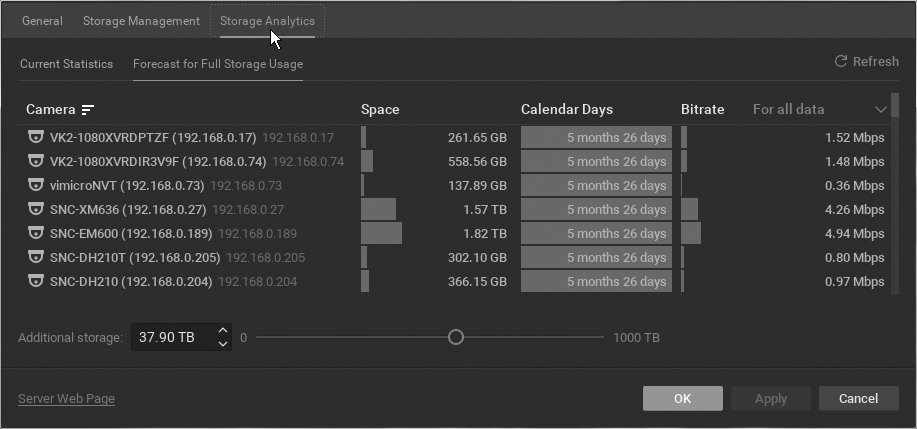 General Storage Management Storage Analytics
Current Statistics Forecast for Full Storage Usage Refresh
Camera Space Calendar Days Bitrate For all data
VK2-1080XVRDPTZF (192.168.0.17) 192.168.0.17 261.65 GB 5 months 26 days 1.52 Mbps
VK2-1080XVRDIR3V9F (192.168.0.74) 192.168.0.74 558.56 GB 5 months 26 days 1.48 Mbps
vimicroNVT (192.168.0.73) 192.168.0.73 137.89 GB 5 months 26 days 0.36 Mbps
SNC-XM636 (192.168.0.27) 192.168.0.27 1.57 TB 5 months 26 days 4.26 Mbps
SNC-EM600 (192.168.0.189) 192.168.0.189 1.82 TB 5 months 26 days 4.94 Mbps
SNC-DH210T (192.168.0.205) 192.168.0.205 302.10 GB 5 months 26 days 0.80 Mbps
SNC-DH210 (192.168.0.204) 192.168.0.204 366.15 GB 5 months 26 days 0.97 Mbps
Additional storage: 37.90 TB 0 1000 TB
Server Web Page OK Apply Cancel